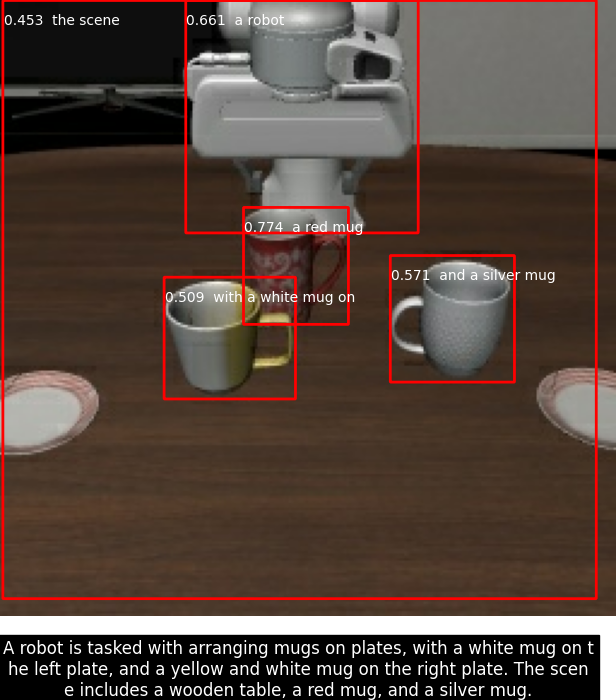 0.453  the scene
0.661  a robot
0.774  a red mug
0.571  and a silver mug
0.509  with a white mug on
A robot is tasked with arranging mugs on plates, with a white mug on t
he left plate, and a yellow and white mug on the right plate. The scen
e includes a wooden table, a red mug, and a silver mug.